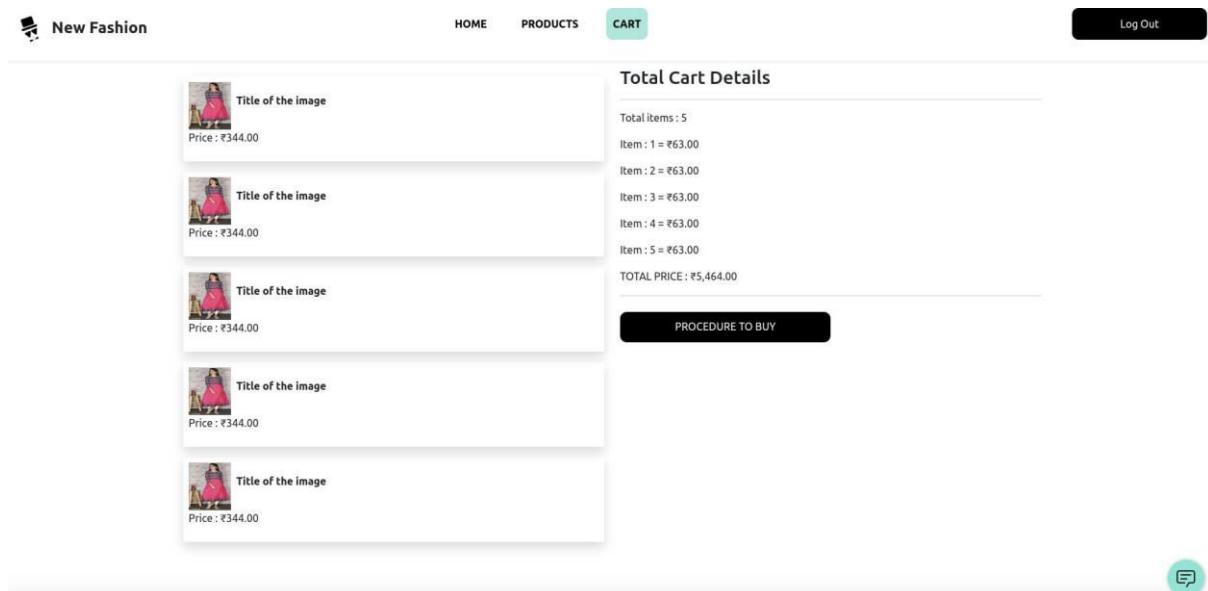 New Fashion
HOME PRODUCTS CART
Log Out
Title of the image
Price : ₹344.00
Title of the image
Price : ₹344.00
Title of the image
Price : ₹344.00
Title of the image
Price : ₹344.00
Title of the image
Price : ₹344.00
Total Cart Details
Total items : 5
Item : 1 = ₹63.00
Item : 2 = ₹63.00
Item : 3 = ₹63.00
Item : 4 = ₹63.00
Item : 5 = ₹63.00
TOTAL PRICE : ₹5,464.00
PROCEDURE TO BUY